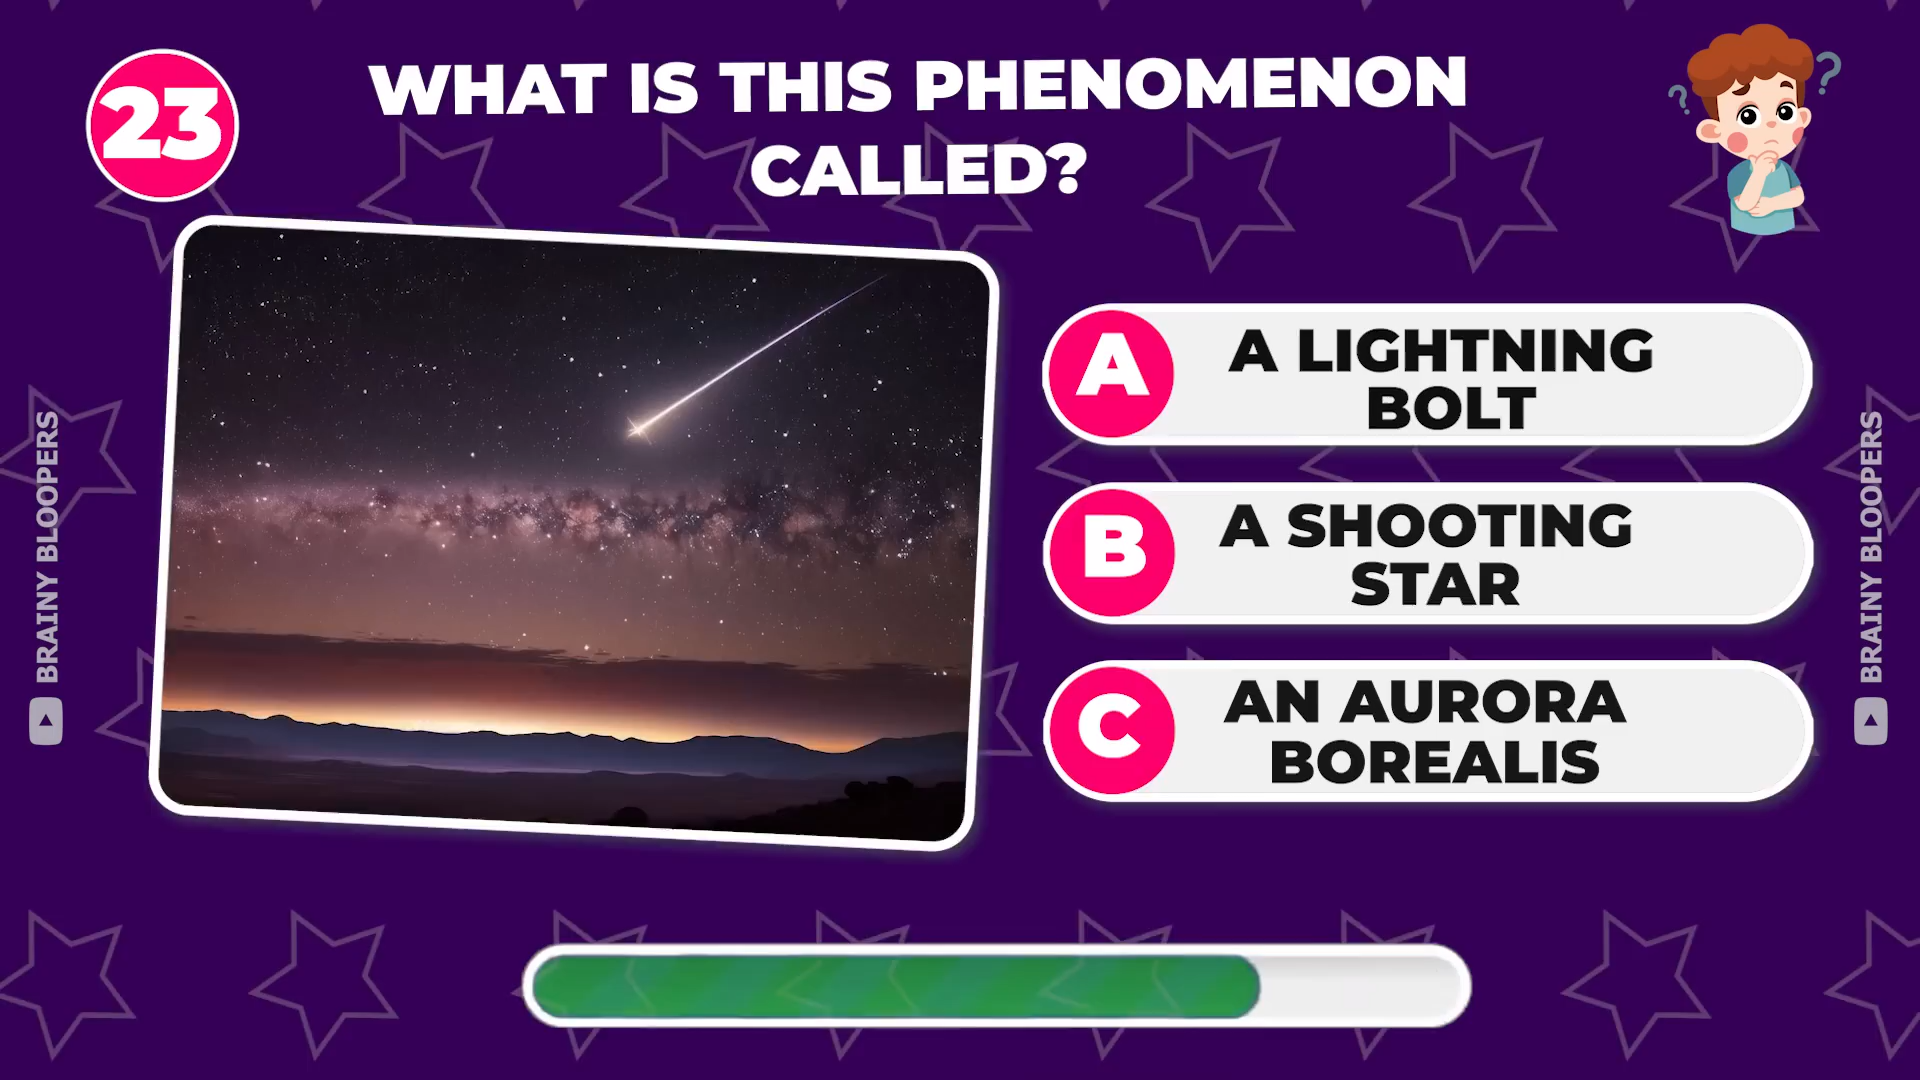 23
WHAT IS THIS PHENOMENON
CALLED?
A
A LIGHTNING
BOLT
B
A SHOOTING
STAR
C
AN AURORA
BOREALIS
BRAINY BLOOPERS
BRAINY BLOOPERS